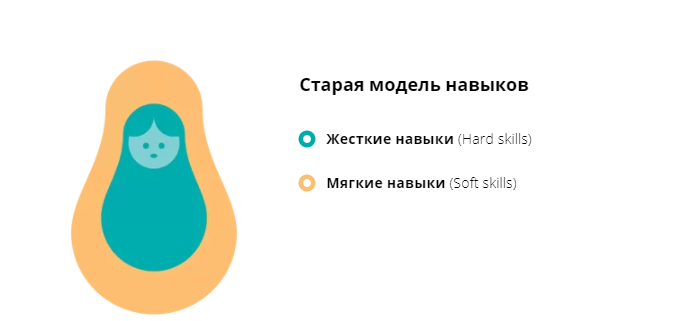 Старая модель навыков
Жесткие навыки (Hard skills)
Мягкие навыки (Soft skills)